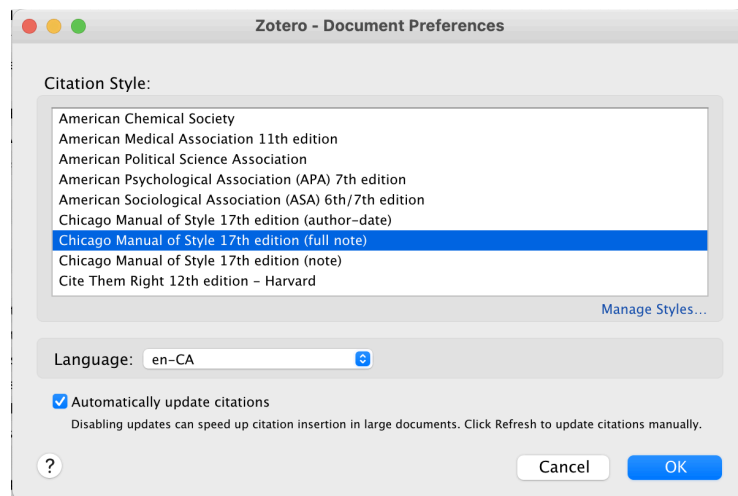 Zotero - Document Preferences
Citation Style:
American Chemical Society
American Medical Association 11th edition
American Political Science Association
American Psychological Association (APA) 7th edition
American Sociological Association (ASA) 6th/7th edition
Chicago Manual of Style 17th edition (author-date)
Chicago Manual of Style 17th edition (full note)
Chicago Manual of Style 17th edition (note)
Cite Them Right 12th edition – Harvard
Manage Styles...
Language: en-CA
Automatically update citations
Disabling updates can speed up citation insertion in large documents. Click Refresh to update citations manually.
? Cancel OK